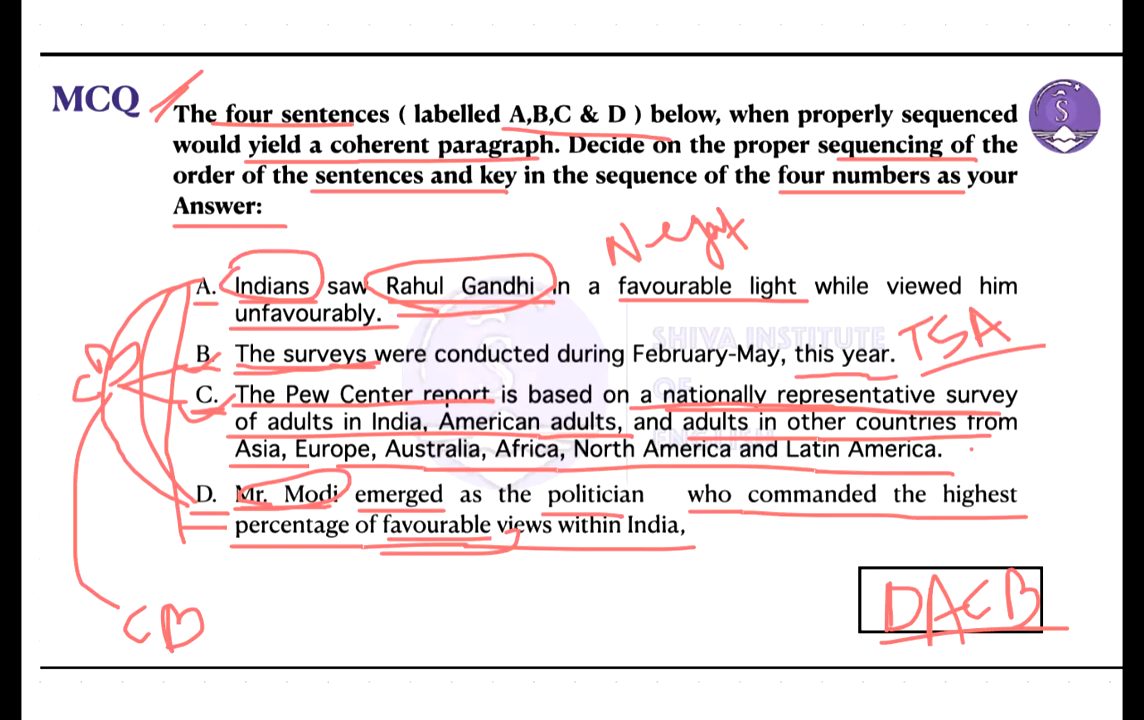 MCQ
The four sentences ( labelled A,B,C & D ) below, when properly sequenced
would yield a coherent paragraph. Decide on the proper sequencing of the
order of the sentences and key in the sequence of the four numbers as your
Answer:
Negat
A. Indians saw Rahul Gandhi in a favourable light while viewed him
unfavourably.
B. The surveys were conducted during February-May, this year.
TSA
SHIVA INSTITUTE
OF
C. The Pew Center report is based on a nationally representative survey
of adults in India, American adults, and adults in other countries from
Asia, Europe, Australia, Africa, North America and Latin America.
D. Mr. Modi emerged as the politician who commanded the highest
percentage of favourable views within India,
CB
DACB